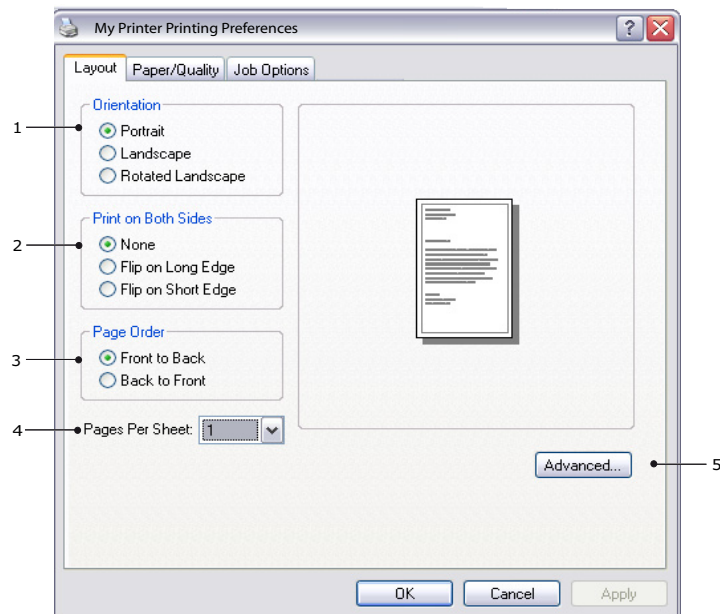 My Printer Printing Preferences
?
Layout Paper/Quality Job Options
Orientation
1
Portrait
Landscape
Rotated Landscape
Print on Both Sides
2
None
Flip on Long Edge
Flip on Short Edge
Page Order
3
Front to Back
Back to Front
4
Pages Per Sheet: 1
Advanced...
5
OK Cancel Apply